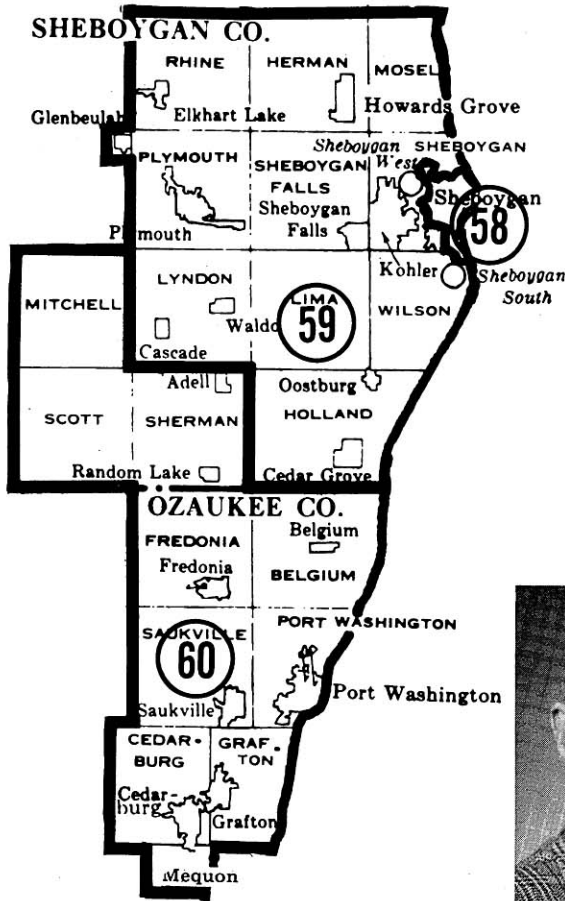 SHEBOYGAN CO.
RHINE
HERMAN
MOSEL
Elkhart Lake
Howards Grove
Glenbeulah
Sheboygan West
SHEBOYGAN
PLYMOUTH
SHEBOYGAN FALLS
Sheboygan
58
Sheboygan Falls
Plymouth
Kohler
Sheboygan South
LYNDON
LIMA
MITCHELL
WILSON
Waldo
59
Cascade
Adell
Oostburg
SCOTT
SHERMAN
HOLLAND
Random Lake
Cedar Grove
OZAUKEE CO.
FREDONIA
Belgium
Fredonia
BELGIUM
PORT WASHINGTON
SAUKVILLE
60
Port Washington
Saukville
CEDAR-
BURG
GRAF-
TON
Cedar-
burg
Grafton
Mequon